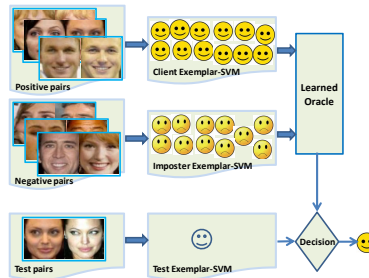 Positive pairs
Client Exemplar-SVM
Learned
Oracle
Negative pairs
Imposter Exemplar-SVM
Test pairs
Test Exemplar-SVM
Decision